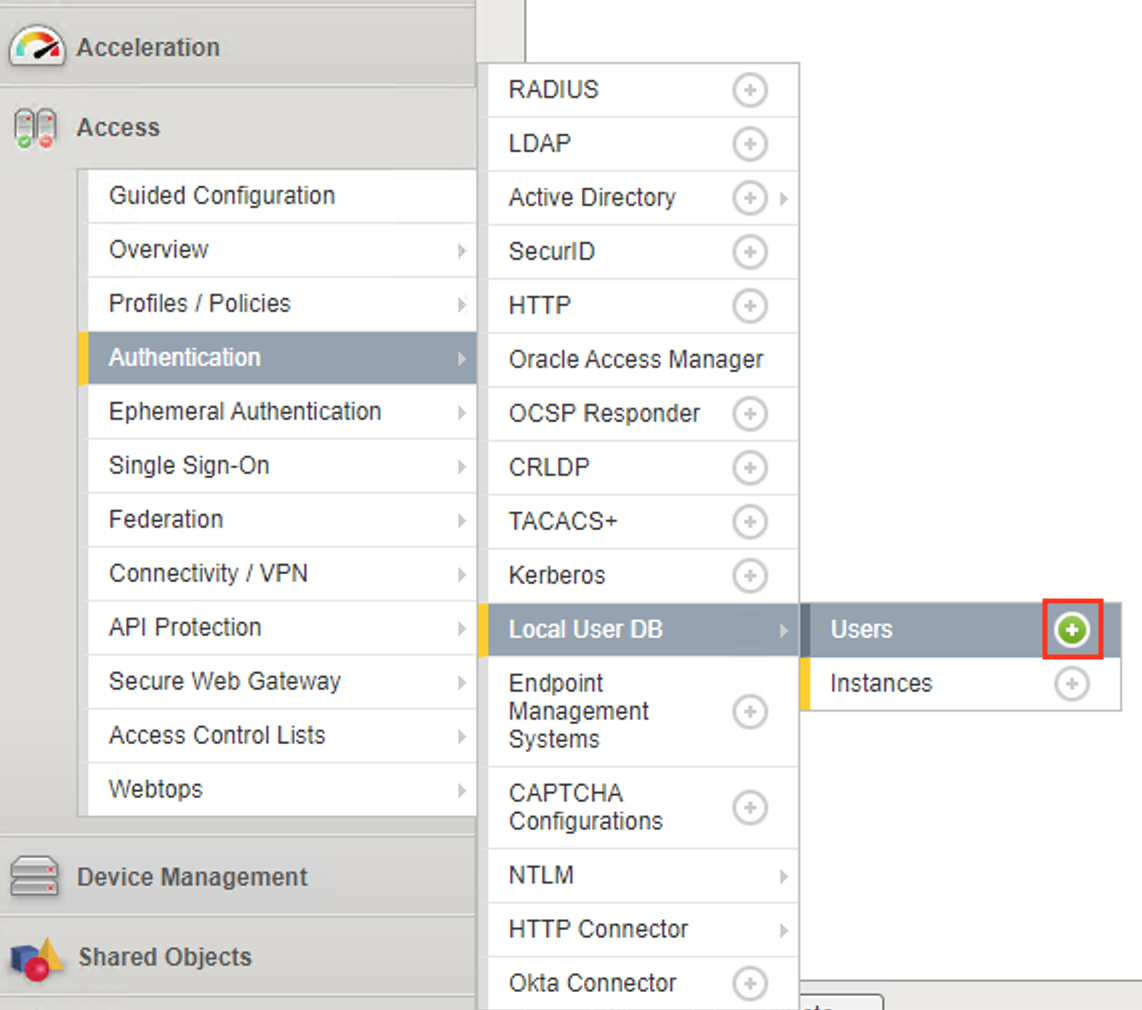 Acceleration
Access
Guided Configuration
Overview
Profiles / Policies
Authentication
Ephemeral Authentication
Single Sign-On
Federation
Connectivity / VPN
API Protection
Secure Web Gateway
Access Control Lists
Webtops
Device Management
Shared Objects
RADIUS
LDAP
Active Directory
SecurID
HTTP
Oracle Access Manager
OCSP Responder
CRLDP
TACACS+
Kerberos
Local User DB
Endpoint
Management
Systems
CAPTCHA
Configurations
NTLM
HTTP Connector
Okta Connector
Users
Instances